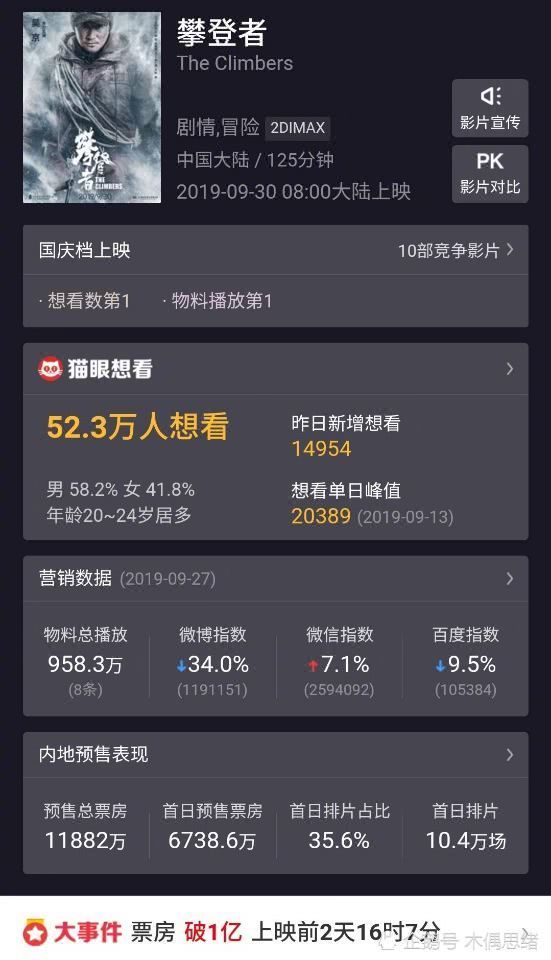 吴京
攀登者
THE CLIMBERS
2019/9/30
攀登者
The Climbers
剧情,冒险 2DIMAX
中国大陆 / 125分钟
2019-09-30 08:00大陆上映
影片宣传
PK
影片对比
国庆档上映 10部竞争影片
· 想看数第1 · 物料播放第1
猫眼想看
52.3万人想看
昨日新增想看
14954
男 58.2% 女 41.8%
年龄20~24岁居多
想看单日峰值
20389 (2019-09-13)
营销数据 (2019-09-27)
物料总播放 微博指数 微信指数 百度指数
958.3万 ↓34.0% ↑7.1% ↓9.5%
(8条) (1191151) (2594092) (105384)
内地预售表现
预售总票房 首日预售票房 首日排片占比 首日排片
11882万 6738.6万 35.6% 10.4万场
大事件 票房 破1亿 上映前2天16时7分
企鹅号 木偶思绪